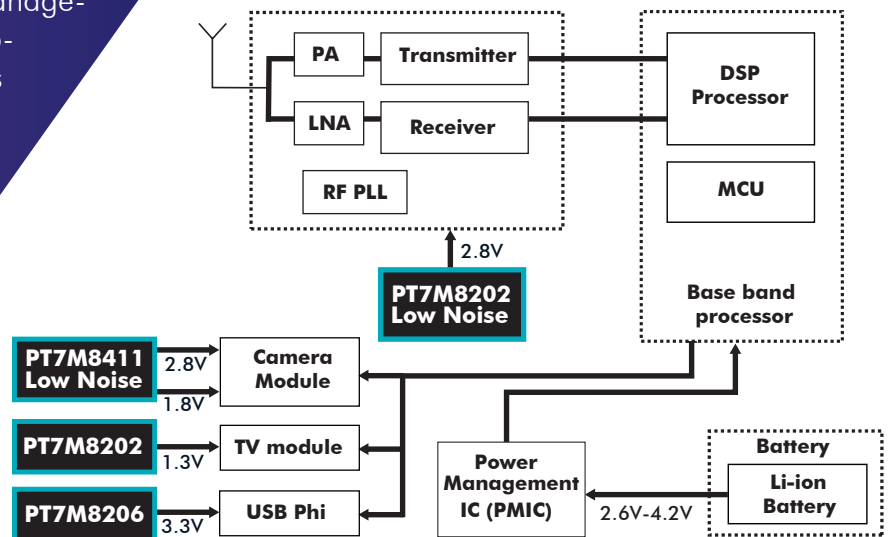 anage-
-
s
PA
Transmitter
LNA
Receiver
RF PLL
DSP
Processor
MCU
Base band
processor
2.8V
PT7M8202
Low Noise
PT7M8411
Low Noise
2.8V
1.8V
Camera
Module
PT7M8202
1.3V
TV module
PT7M8206
3.3V
USB Phi
Power
Management
IC (PMIC)
2.6V-4.2V
Battery
Li-ion
Battery